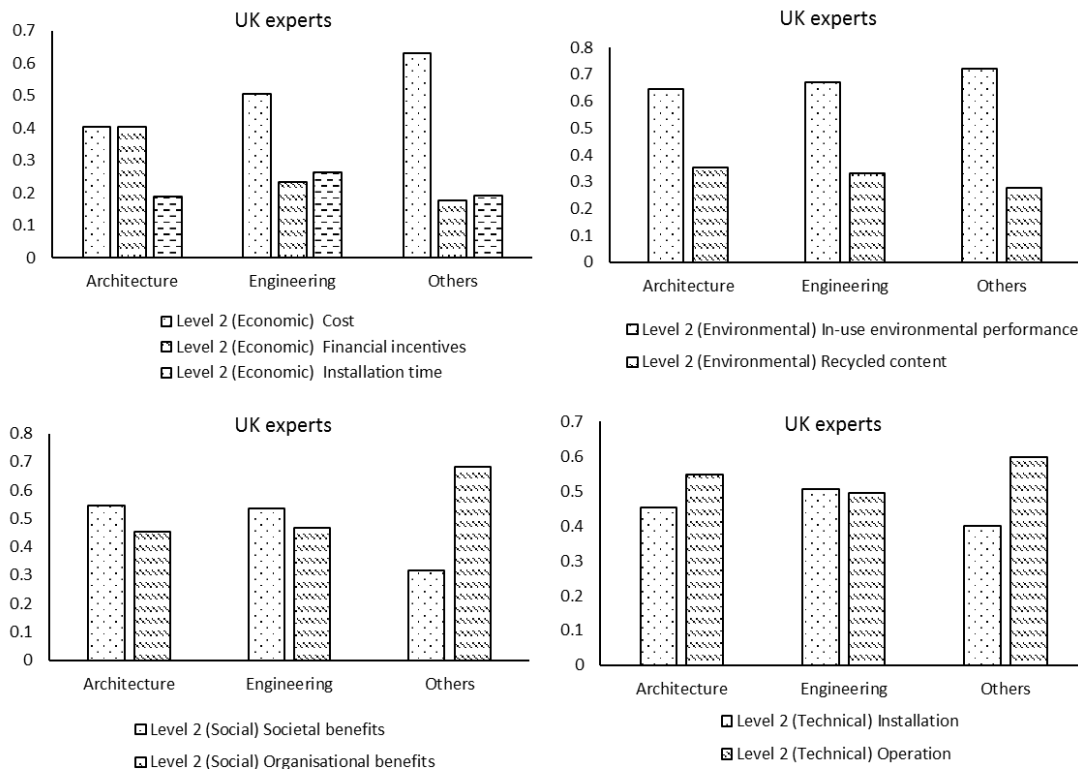 UK experts
0.7
0.6
0.5
0.4
0.3
0.2
0.1
0
Architecture Engineering Others
Level 2 (Economic) Cost
Level 2 (Economic) Financial incentives
Level 2 (Economic) Installation time
UK experts
0.8
0.7
0.6
0.5
0.4
0.3
0.2
0.1
0
Architecture Engineering Others
Level 2 (Environmental) In-use environmental performance
Level 2 (Environmental) Recycled content
UK experts
0.8
0.7
0.6
0.5
0.4
0.3
0.2
0.1
0
Architecture Engineering Others
Level 2 (Social) Societal benefits
Level 2 (Social) Organisational benefits
UK experts
0.7
0.6
0.5
0.4
0.3
0.2
0.1
0
Architecture Engineering Others
Level 2 (Technical) Installation
Level 2 (Technical) Operation